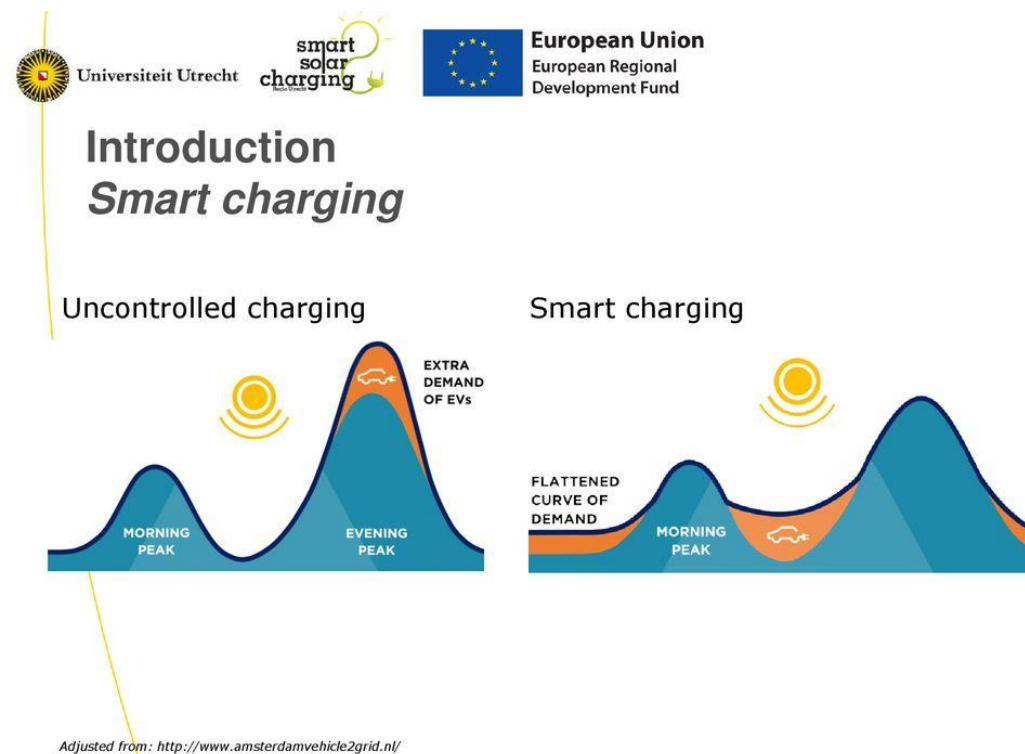 Universiteit Utrecht
smart
solar
charging
Regio Utrecht
European Union
European Regional
Development Fund
Introduction
Smart charging
Uncontrolled charging
EXTRA
DEMAND
OF EVs
MORNING
PEAK
EVENING
PEAK
Smart charging
FLATTENED
CURVE OF
DEMAND
MORNING
PEAK
Adjusted from: http://www.amsterdamvehicle2grid.nl/